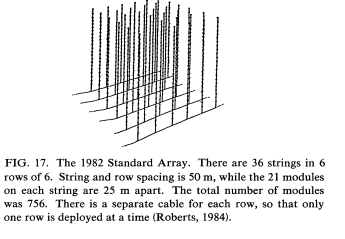 FIG. 17. The 1982 Standard Array. There are 36 strings in 6
rows of 6. String and row spacing is 50 m, while the 21 modules
on each string are 25 m apart. The total number of modules
was 756. There is a separate cable for each row, so that only
one row is deployed at a time (Roberts, 1984).